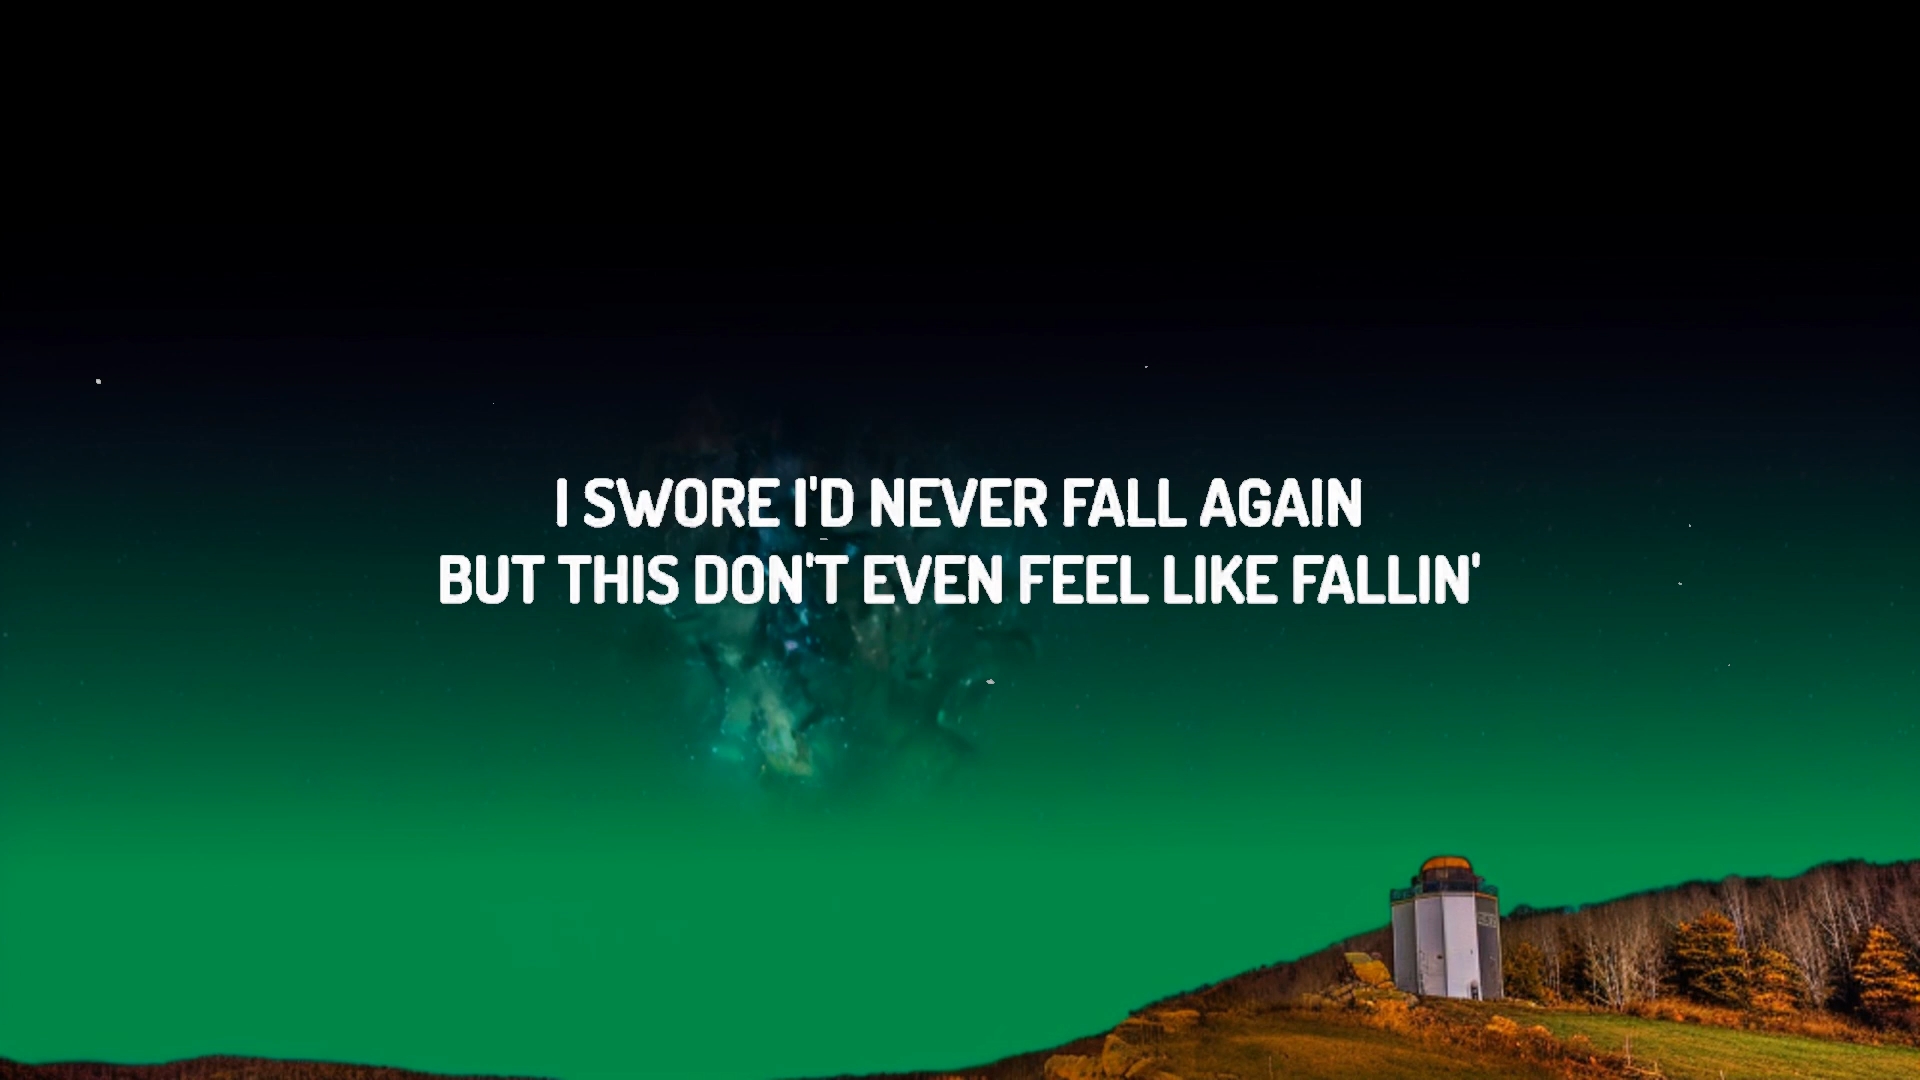 I SWORE I'D NEVER FALL AGAIN
BUT THIS DON'T EVEN FEEL LIKE FALLIN'